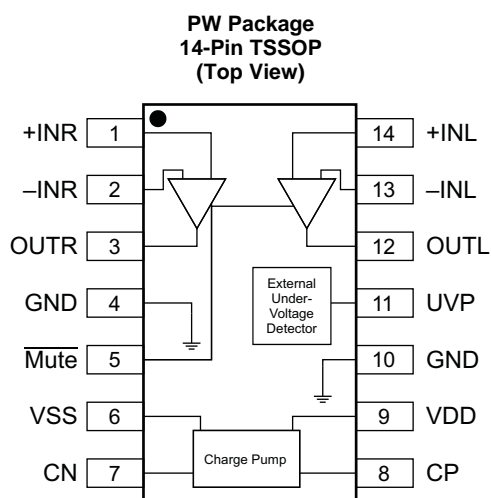 PW Package
14-Pin TSSOP
(Top View)
+INR 1
14 +INL
–INR 2
13 –INL
OUTR 3
12 OUTL
GND 4
External
Under-
Voltage
Detector
11 UVP
M̅u̅t̅e̅ 5
10 GND
VSS 6
9 VDD
Charge Pump
CN 7
8 CP